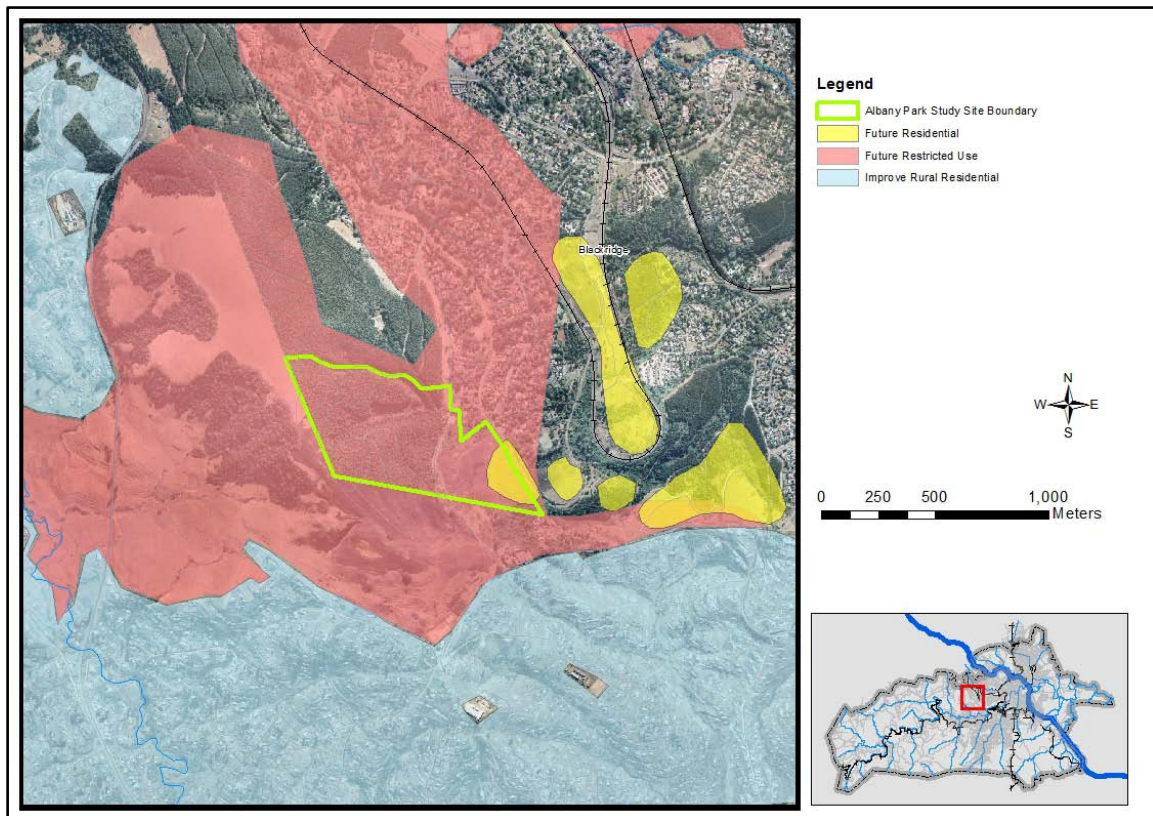 Blackridge
Legend
Albany Park Study Site Boundary
Future Residential
Future Restricted Use
Improve Rural Residential
N
W E
S
0 250 500 1,000
Meters